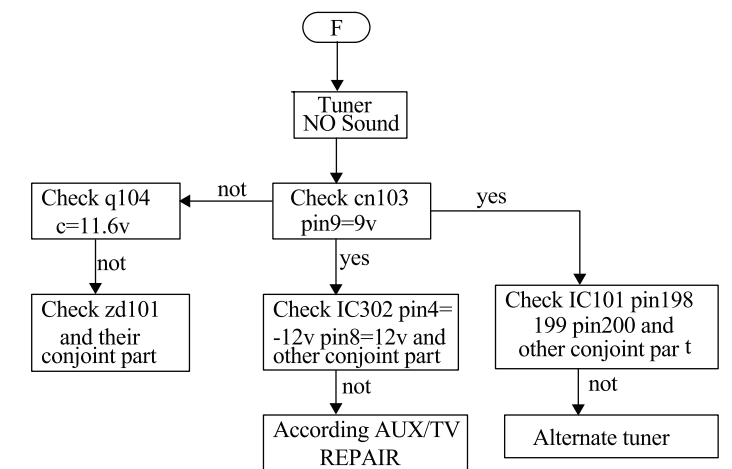 F
Tuner
NO Sound
Check cn103
pin9=9v
not
yes
Check q104
c=11.6v
not
Check zd101
and their
conjoint part
yes
Check IC302 pin4=
-12v pin8=12v and
other conjoint part
not
According AUX/TV
REPAIR
Check IC101 pin198
199 pin200 and
other conjoint par t
not
Alternate tuner